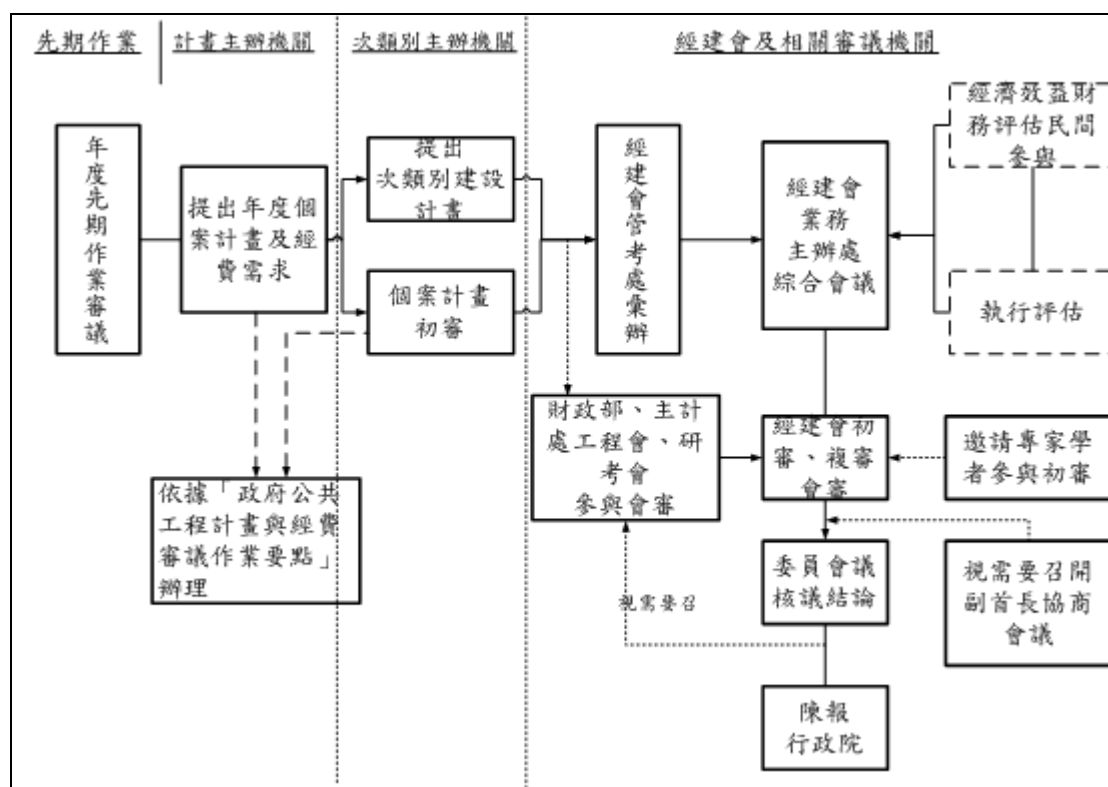 先期作業
計畫主辦機關
次類別主辦機關
經建會及相關審議機關
年度先期作業審議
提出年度個
案計畫及經
費需求
提出
次類別建設
計畫
個案計畫
初審
依據「政府公共
工程計畫與經費
審議作業要點」
辦理
經建會管考處彙辦
經建會
業務
主辦處
綜合會議
經濟效益財
務評估民間
參與
執行評估
財政部、主計
處工程會、研
考會
參與會審
經建會初
審、複審
會審
邀請專家學
者參與初審
委員會議
核議結論
視需要召開
副首長協商
會議
視需要召
陳報
行政院